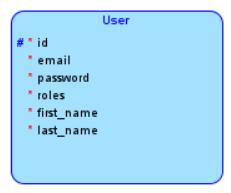 User
# * id
* email
* password
* roles
* first_name
* last_name